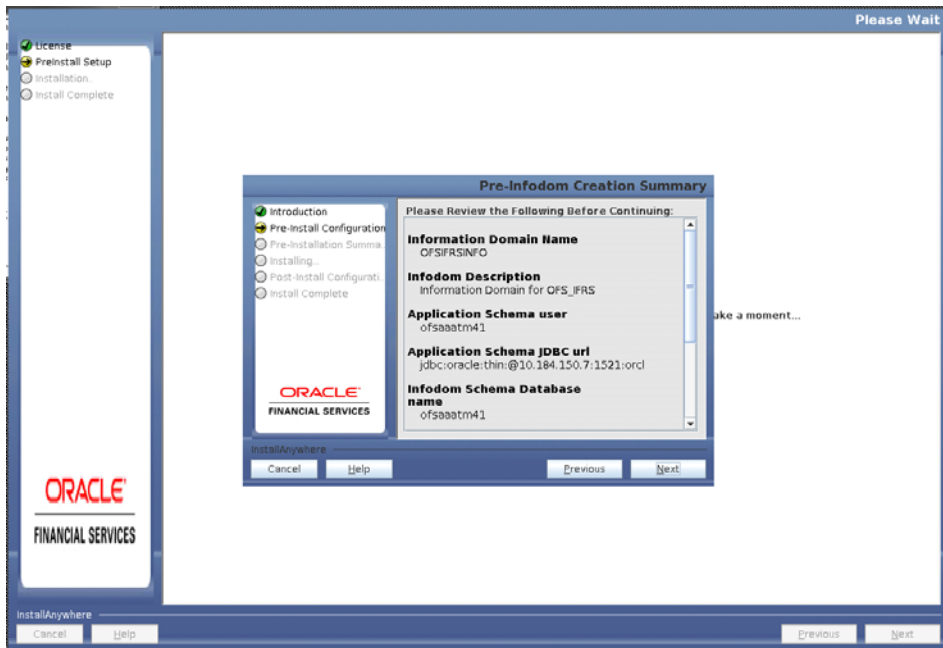 Please Wait
License
Preinstall Setup
Installation..
Install Complete
Pre-Infodom Creation Summary
Introduction
Pre-Install Configuration
Pre-Installation Summa..
Installing...
Post-Install Configurati..
Install Complete
ORACLE
FINANCIAL SERVICES
Please Review the Following Before Continuing:
Information Domain Name
OFSIFRSINFO
Infodom Description
Information Domain for OFS_IFRS
Application Schema user
ofsaaatm41
Application Schema JDBC url
jdbc:oracle:thin:@10.184.150.7:1521:orcl
Infodom Schema Database
name
ofsaaatm41
InstallAnywhere
Cancel Help Previous Next
ake a moment...
ORACLE
FINANCIAL SERVICES
InstallAnywhere
Cancel Help Previous Next